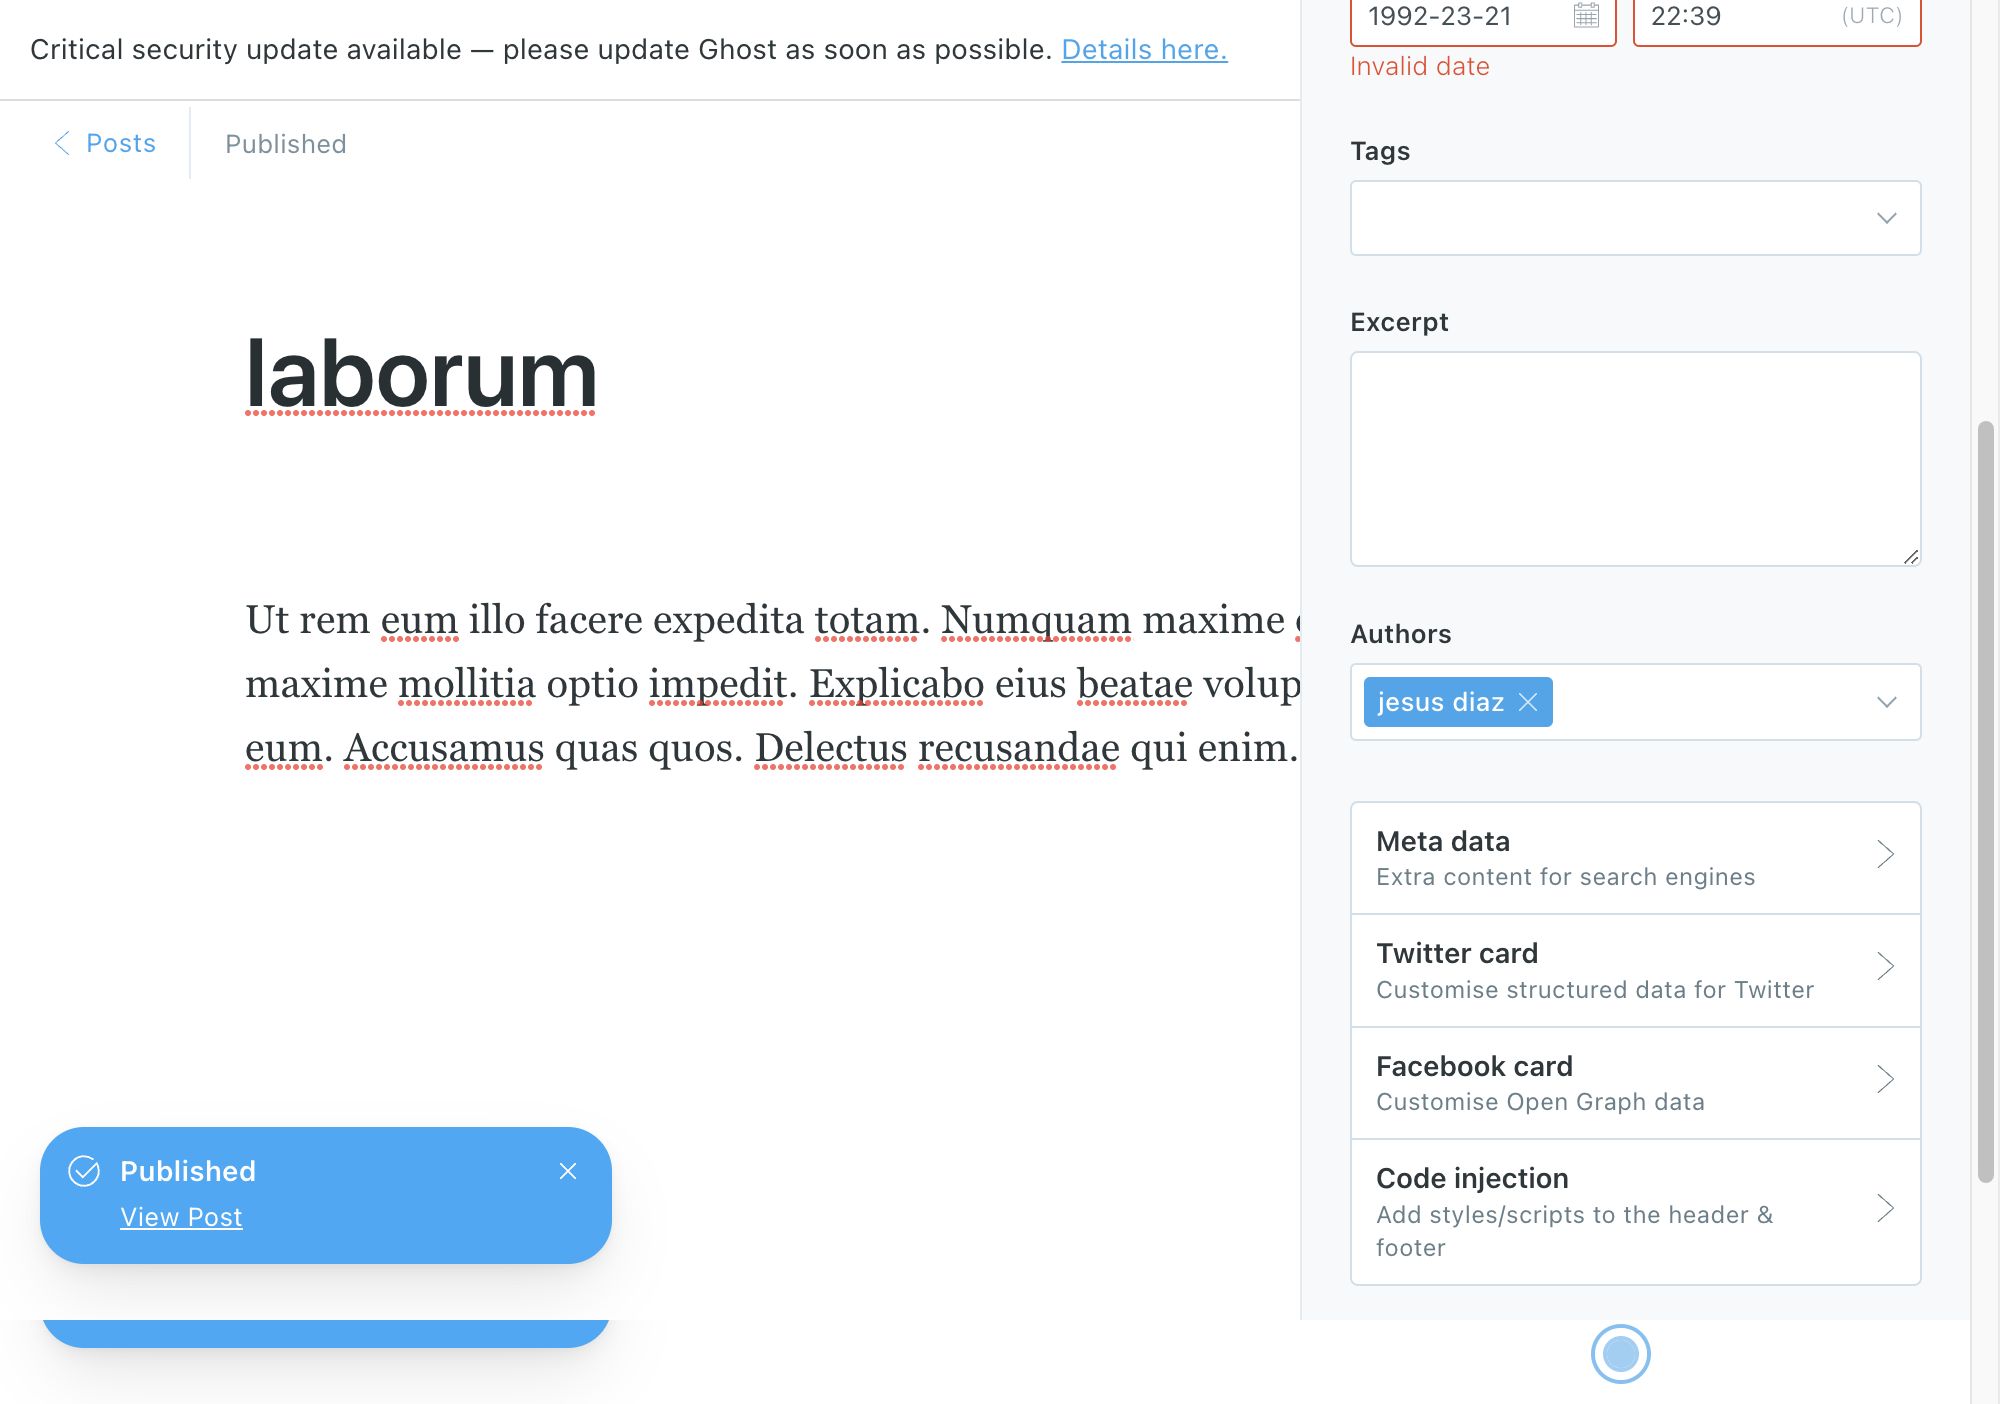 Critical security update available — please update Ghost as soon as possible. Details here.
Posts
Published
laborum
Ut rem eum illo facere expedita totam. Numquam maxime
maxime mollitia optio impedit. Explicabo eius beatae volup
eum. Accusamus quas quos. Delectus recusandae qui enim.
Published
View Post
1992-23-21
22:39 (UTC)
Invalid date
Tags
Excerpt
Authors
jesus diaz
Meta data
Extra content for search engines
Twitter card
Customise structured data for Twitter
Facebook card
Customise Open Graph data
Code injection
Add styles/scripts to the header &
footer